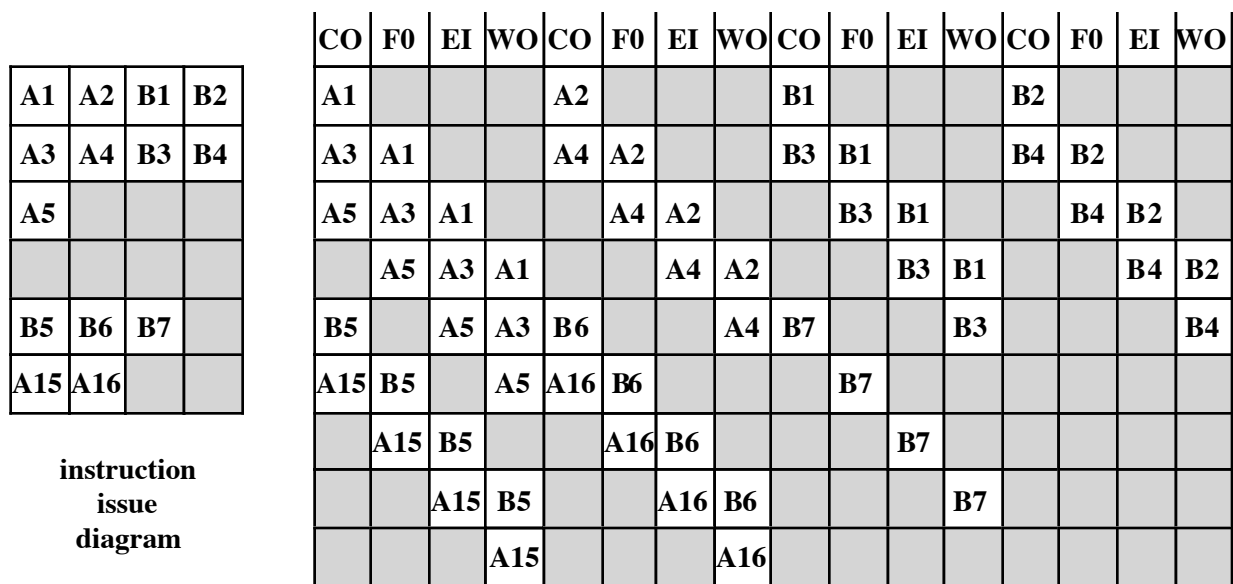 CO F0 EI WO CO F0 EI WO CO F0 EI WO CO F0 EI WO
A1 A2 B1 B2
A3 A4 B3 B4
A5
B5 B6 B7
A15 A16
instruction
issue
diagram
A1 A2 B1 B2
A3 A1 A4 A2 B3 B1 B4 B2
A5 A3 A1 A4 A2 B3 B1 B4 B2
A5 A3 A1 A4 A2 B3 B1 B4 B2
B5 A5 A3 B6 A4 B7 B3 B4
A15 B5 A5 A16 B6 B7
A15 B5 A16 B6 B7
A15 B5 A16 B6 B7
A15 A16